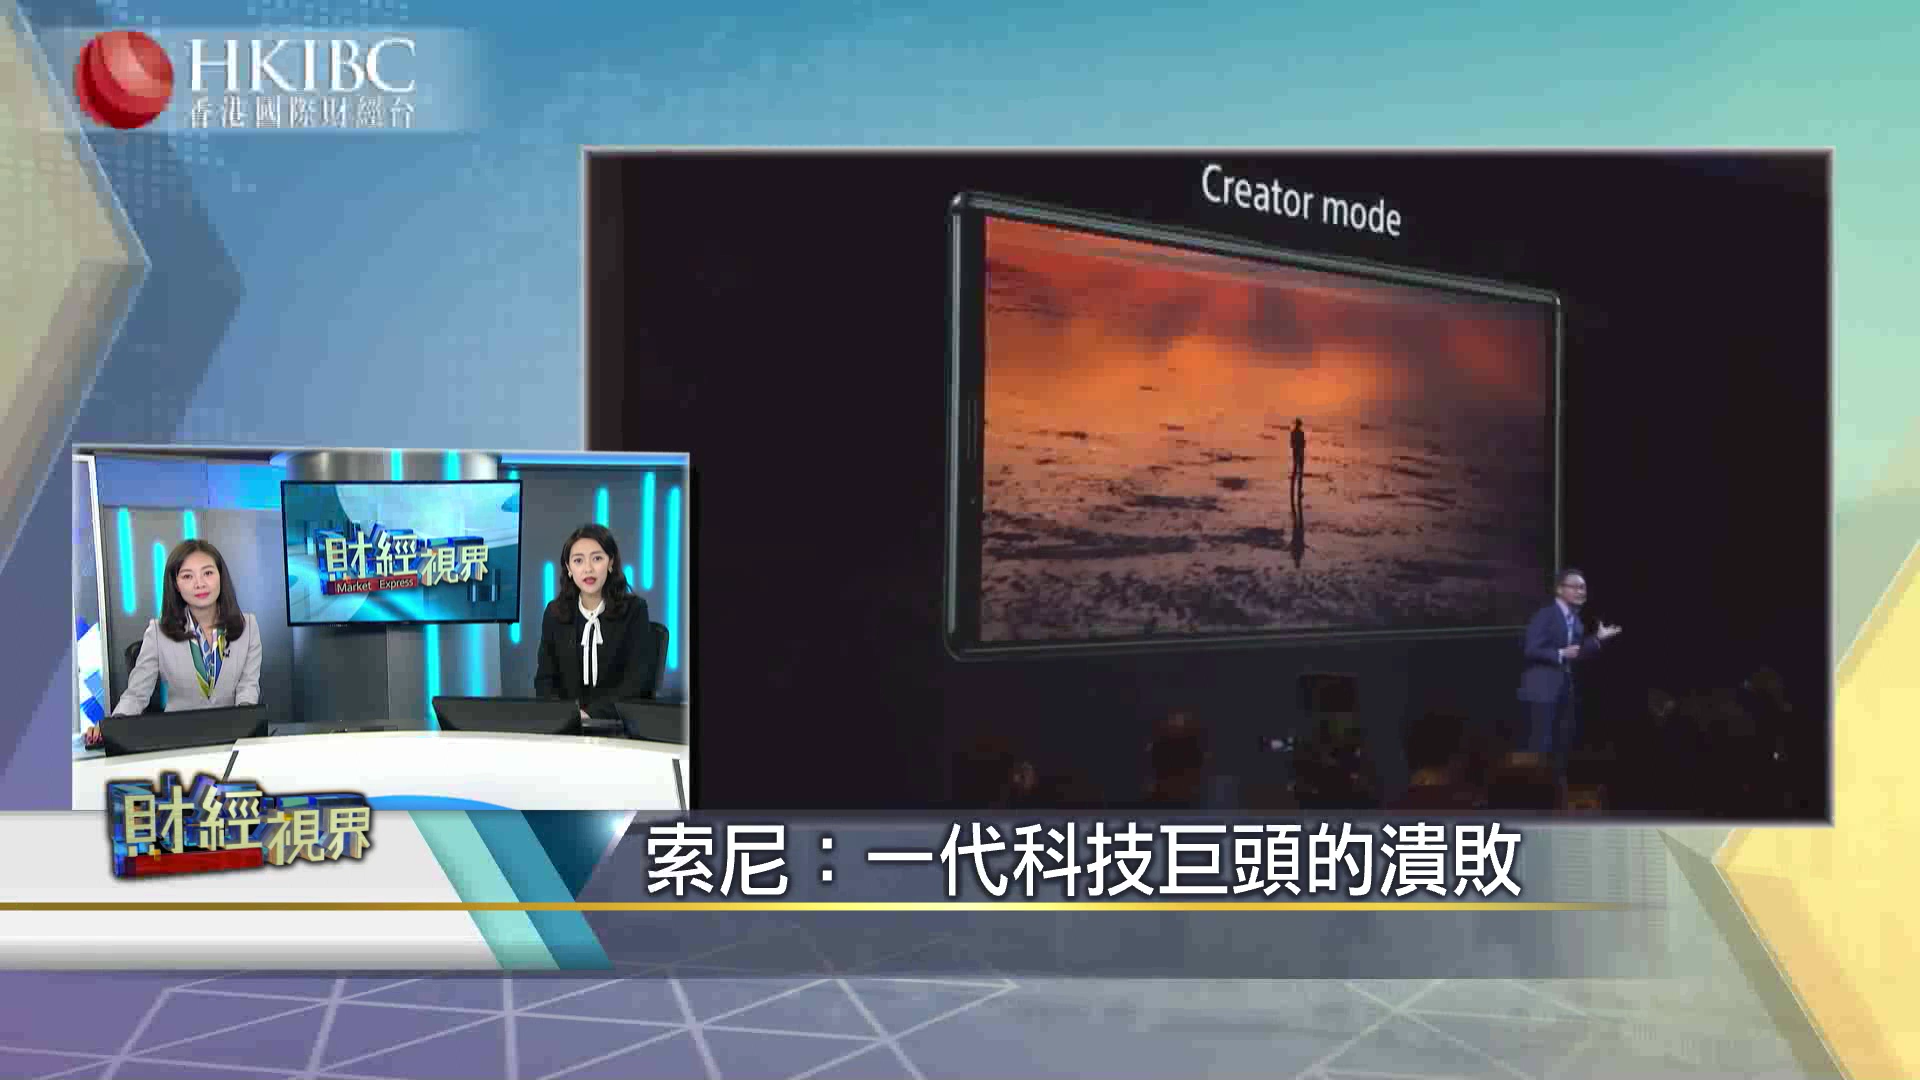 HKIBC
香港國際財經台
Creator mode
財經視界
Market Express
財經視界
索尼：一代科技巨頭的潰敗